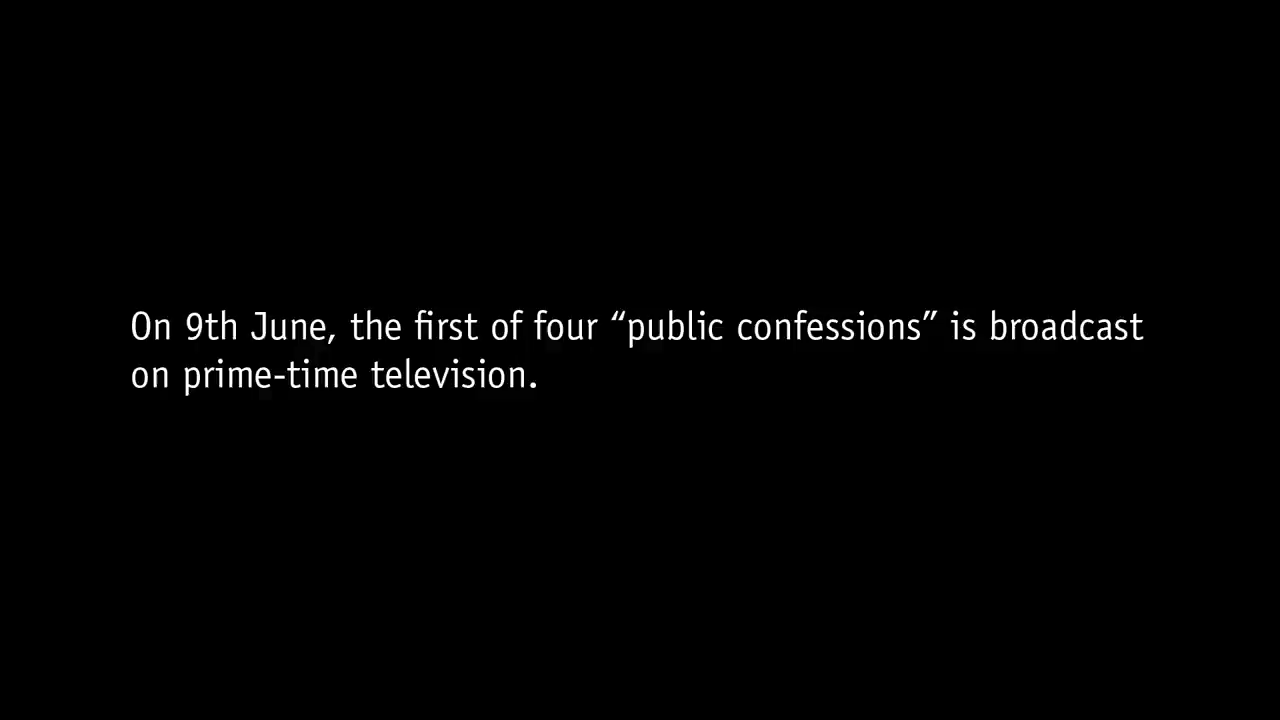 On 9th June, the first of four “public confessions” is broadcast
on prime-time television.